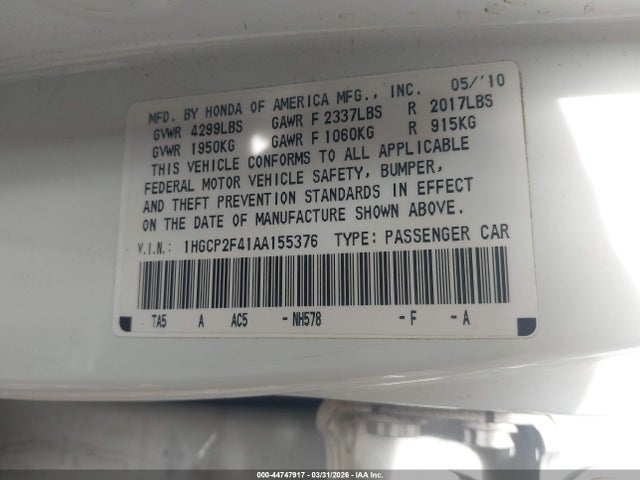 MFD. BY HONDA OF AMERICA MFG., INC. 05/'10
GVWR 4299LBS GAWR F 2337LBS R 2017LBS
GVWR 1950KG GAWR F 1060KG R 915KG
THIS VEHICLE CONFORMS TO ALL APPLICABLE
FEDERAL MOTOR VEHICLE SAFETY, BUMPER,
AND THEFT PREVENTION STANDARDS IN EFFECT
ON THE DATE OF MANUFACTURE SHOWN ABOVE.
V.I.N.: 1HGCP2F41AA155376 TYPE: PASSENGER CAR
TA5 A AC5 -NH578 -F -A
000-44747917 | 03/31/2026 - IAA Inc.